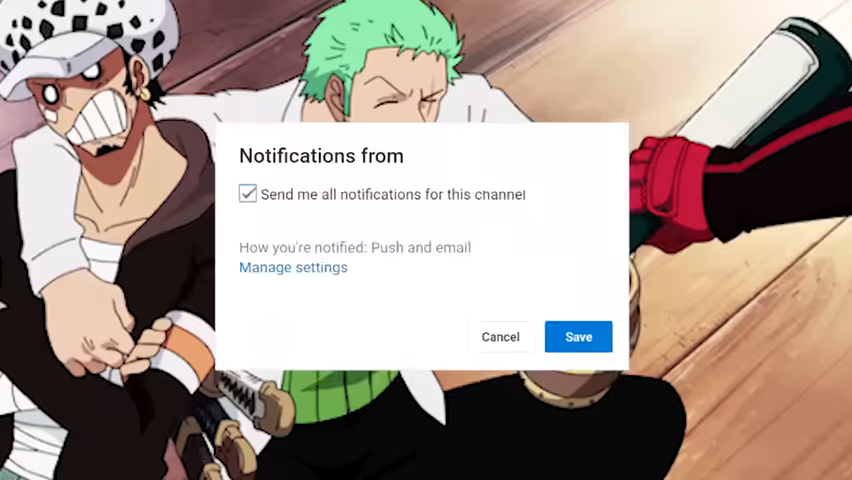 Notifications from
Send me all notifications for this channel
How you're notified: Push and email
Manage settings
Cancel
Save